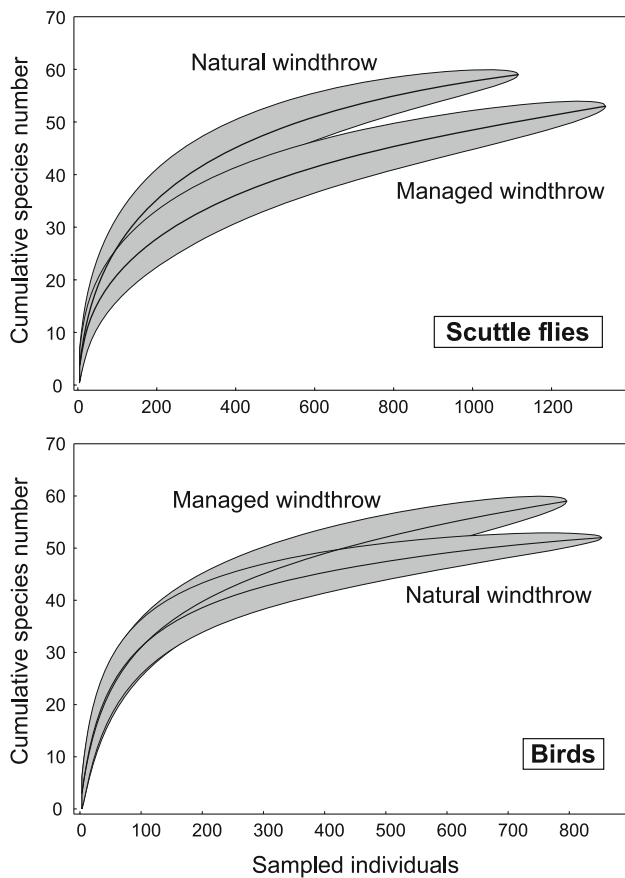 70
60
50
40
30
20
10
0
Cumulative species number
Natural windthrow
Managed windthrow
Scuttle flies
0 200 400 600 800 1000 1200
70
60
50
40
30
20
10
0
Cumulative species number
Managed windthrow
Natural windthrow
Birds
0 100 200 300 400 500 600 700 800
Sampled individuals